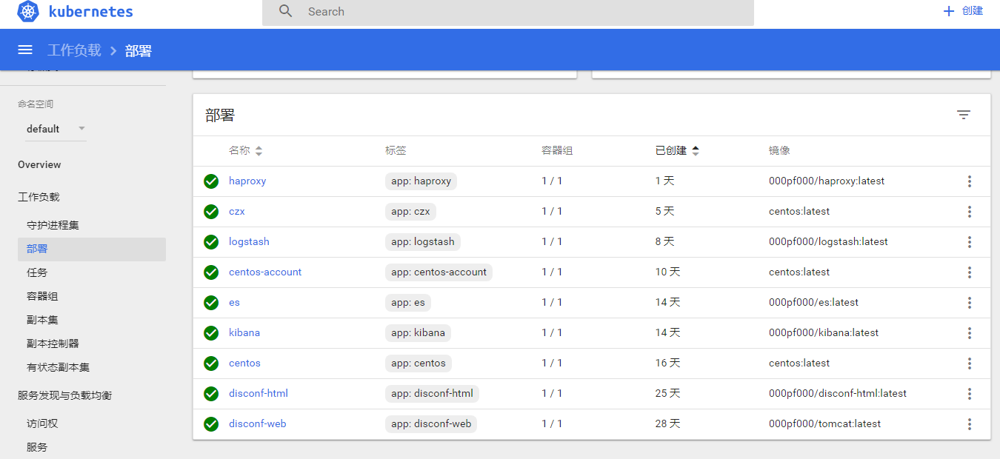 kubernetes
Search
创建
工作负载 部署
命名空间
default
Overview
工作负载
守护进程集
部署
任务
容器组
副本集
副本控制器
有状态副本集
服务发现与负载均衡
访问权
服务
部署
名称 标签 容器组 已创建 镜像
haproxy app: haproxy 1 / 1 1 天 000pf000/haproxy:latest
czx app: czx 1 / 1 5 天 centos:latest
logstash app: logstash 1 / 1 8 天 000pf000/logstash:latest
centos-account app: centos-account 1 / 1 10 天 centos:latest
es app: es 1 / 1 14 天 000pf000/es:latest
kibana app: kibana 1 / 1 14 天 000pf000/kibana:latest
centos app: centos 1 / 1 16 天 centos:latest
disconf-html app: disconf-html 1 / 1 25 天 000pf000/disconf-html:latest
disconf-web app: disconf-web 1 / 1 28 天 000pf000/tomcat:latest